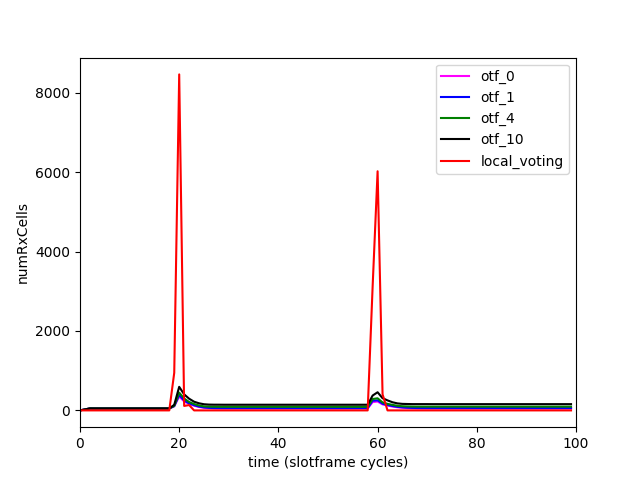 numRxCells
8000
6000
4000
2000
0
0 20 40 60 80 100
time (slotframe cycles)
otf_0
otf_1
otf_4
otf_10
local_voting